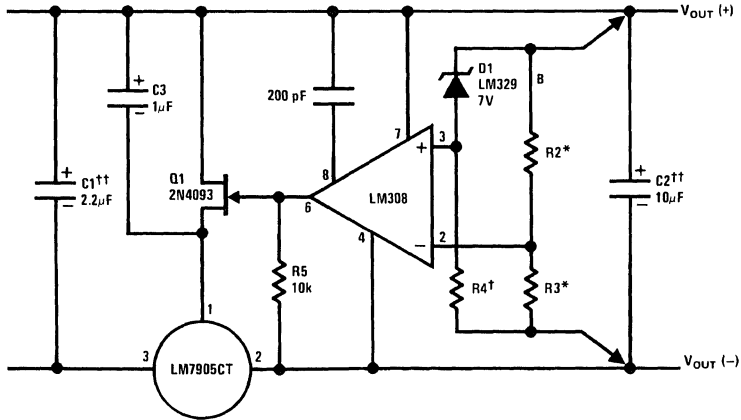 VOUT (+)
+
C3
1μF
−
200 pF
D1
LM329
7V
B
7
3
+
R2*
8
+
C1††
2.2μF
−
Q1
2N4093
6
LM308
+
C2††
10μF
−
4
−
2
R5
10k
R4†
R3*
1
3
LM7905CT
2
VOUT (−)